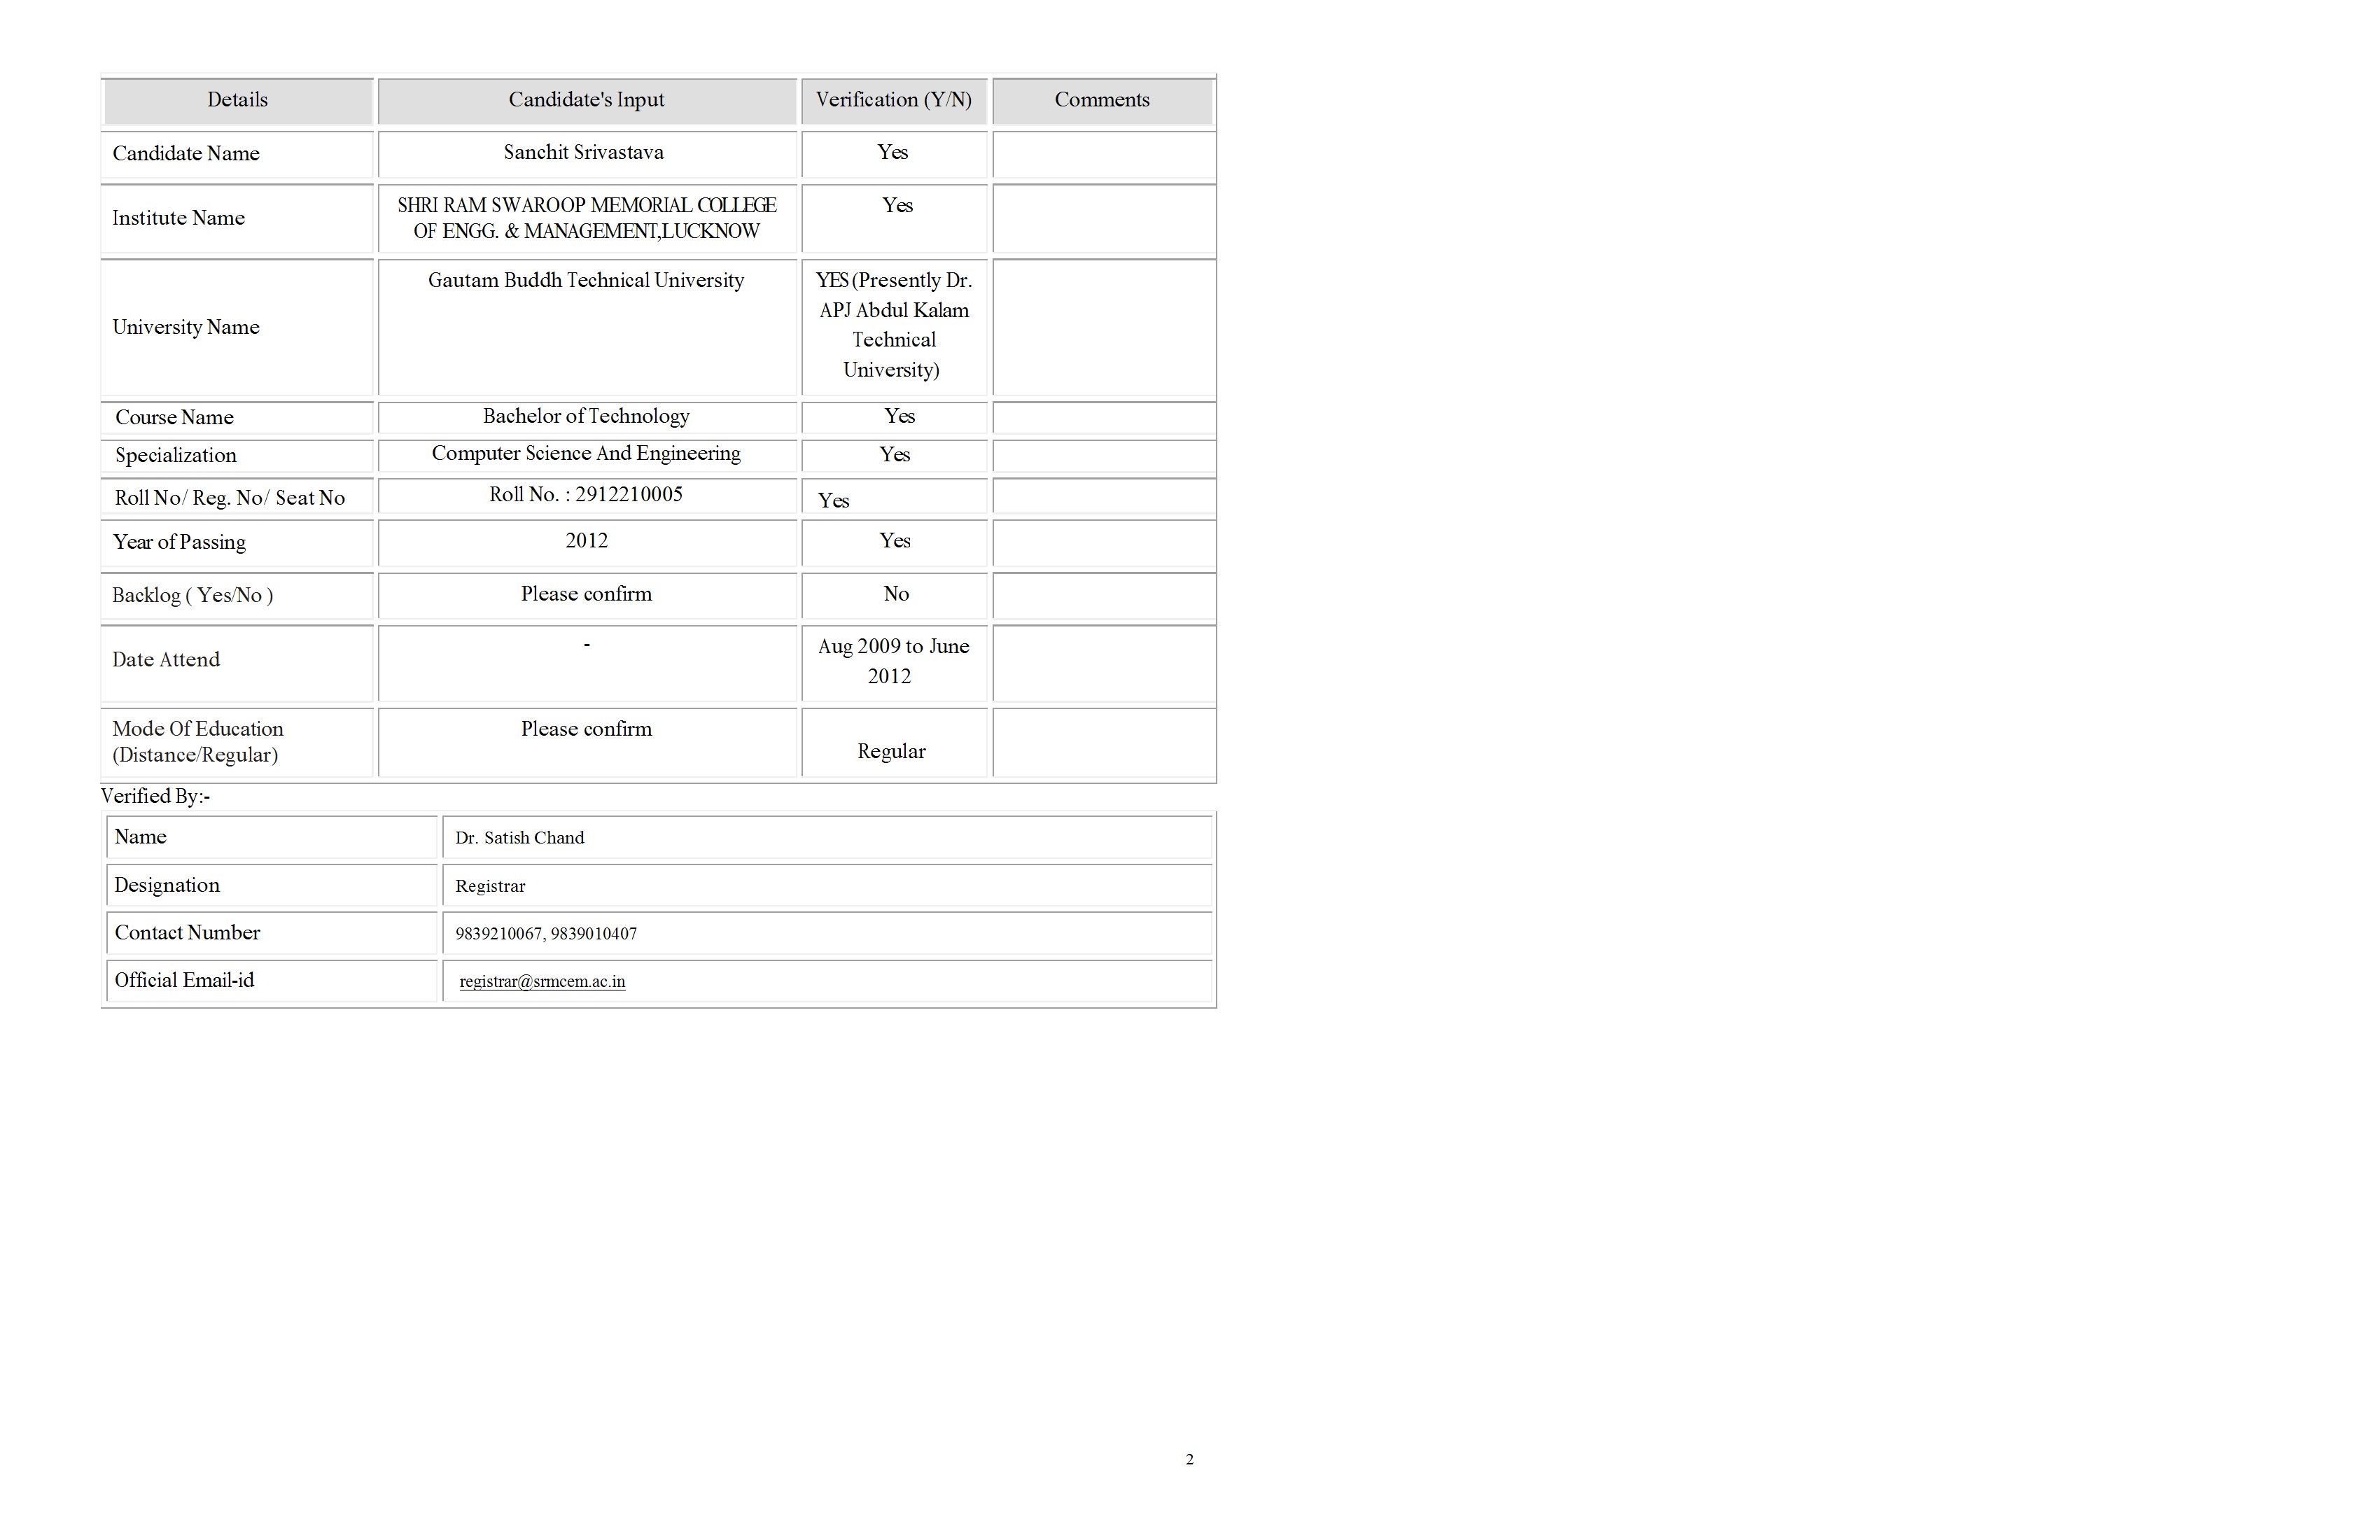 Details Candidate's Input Verification (Y/N) Comments
Candidate Name Sanchit Srivastava Yes
Institute Name SHRI RAM SWAROOP MEMORIAL COLLEGE
OF ENGG. & MANAGEMENT,LUCKNOW Yes
University Name Gautam Buddh Technical University YES(Presently Dr.
APJ Abdul Kalam
Technical
University)
Course Name Bachelor of Technology Yes
Specialization Computer Science And Engineering Yes
Roll No/ Reg. No/ Seat No Roll No. : 2912210005 Yes
Year of Passing 2012 Yes
Backlog ( Yes/No ) Please confirm No
Date Attend - Aug 2009 to June
2012
Mode Of Education
(Distance/Regular) Please confirm Regular
Verified By:-
Name Dr. Satish Chand
Designation Registrar
Contact Number 9839210067, 9839010407
Official Email-id registrar@srmcem.ac.in
2